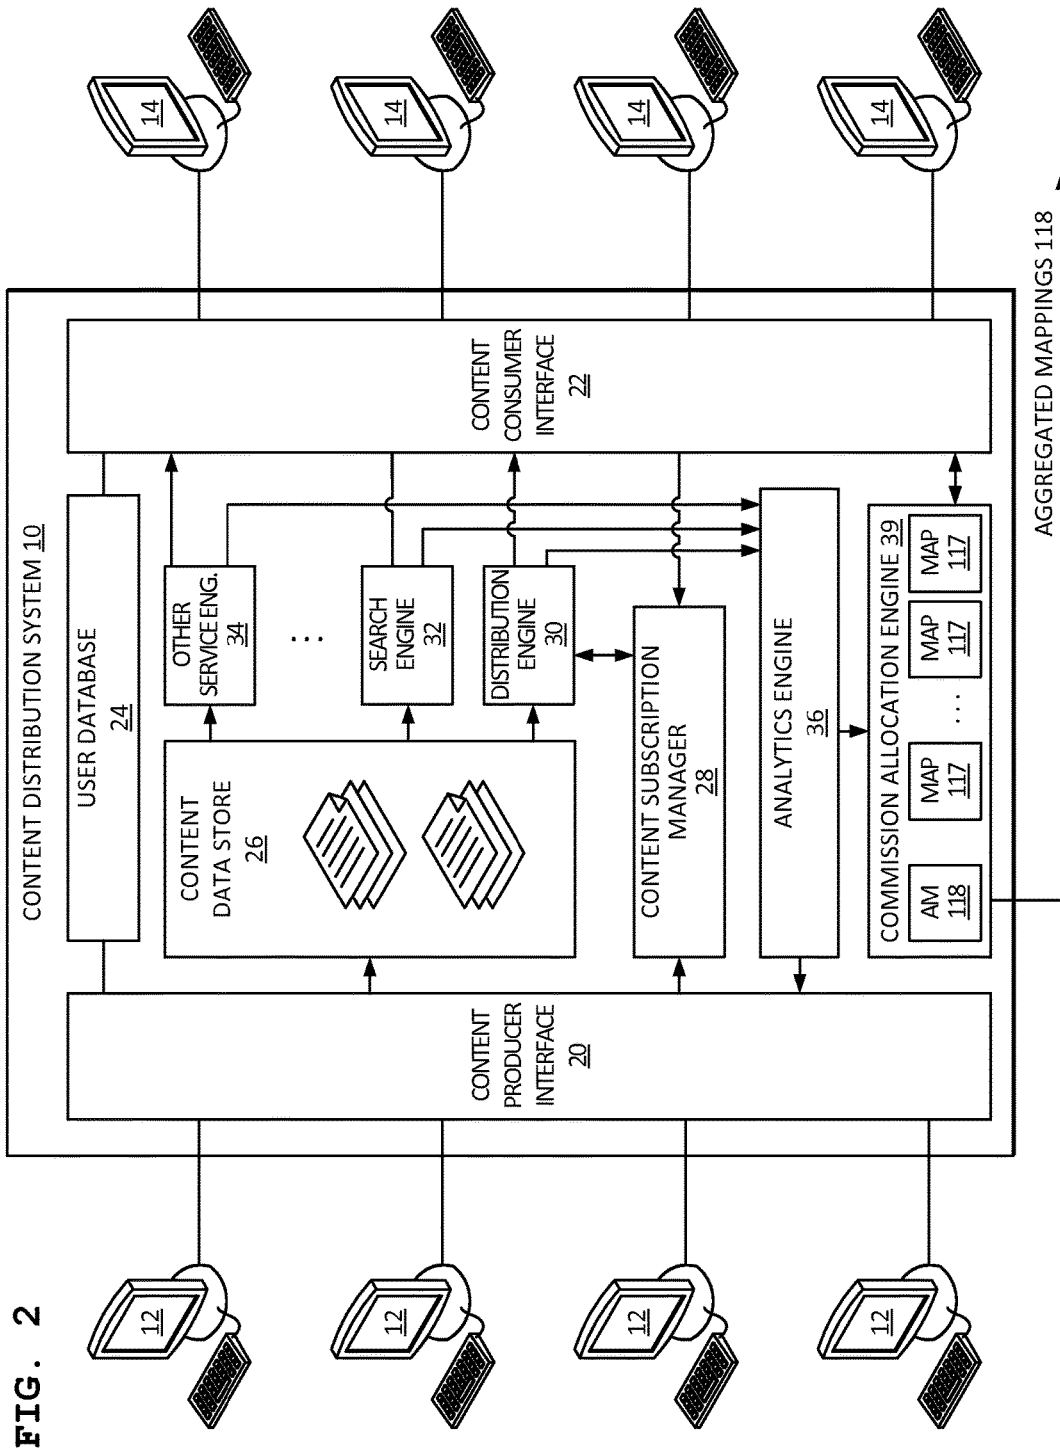 FIG. 2
CONTENT DISTRIBUTION SYSTEM 10
USER DATABASE
24
12
12
12
12
CONTENT
PRODUCER
INTERFACE
20
CONTENT
DATA STORE
26
OTHER
SERVICE ENG.
34
...
SEARCH
ENGINE
32
DISTRIBUTION
ENGINE
30
CONTENT SUBSCRIPTION
MANAGER
28
ANALYTICS ENGINE
36
COMMISSION ALLOCATION ENGINE 39
AM
118
MAP
117
...
MAP
117
MAP
117
CONTENT
CONSUMER
INTERFACE
22
14
14
14
14
AGGREGATED MAPPINGS 118